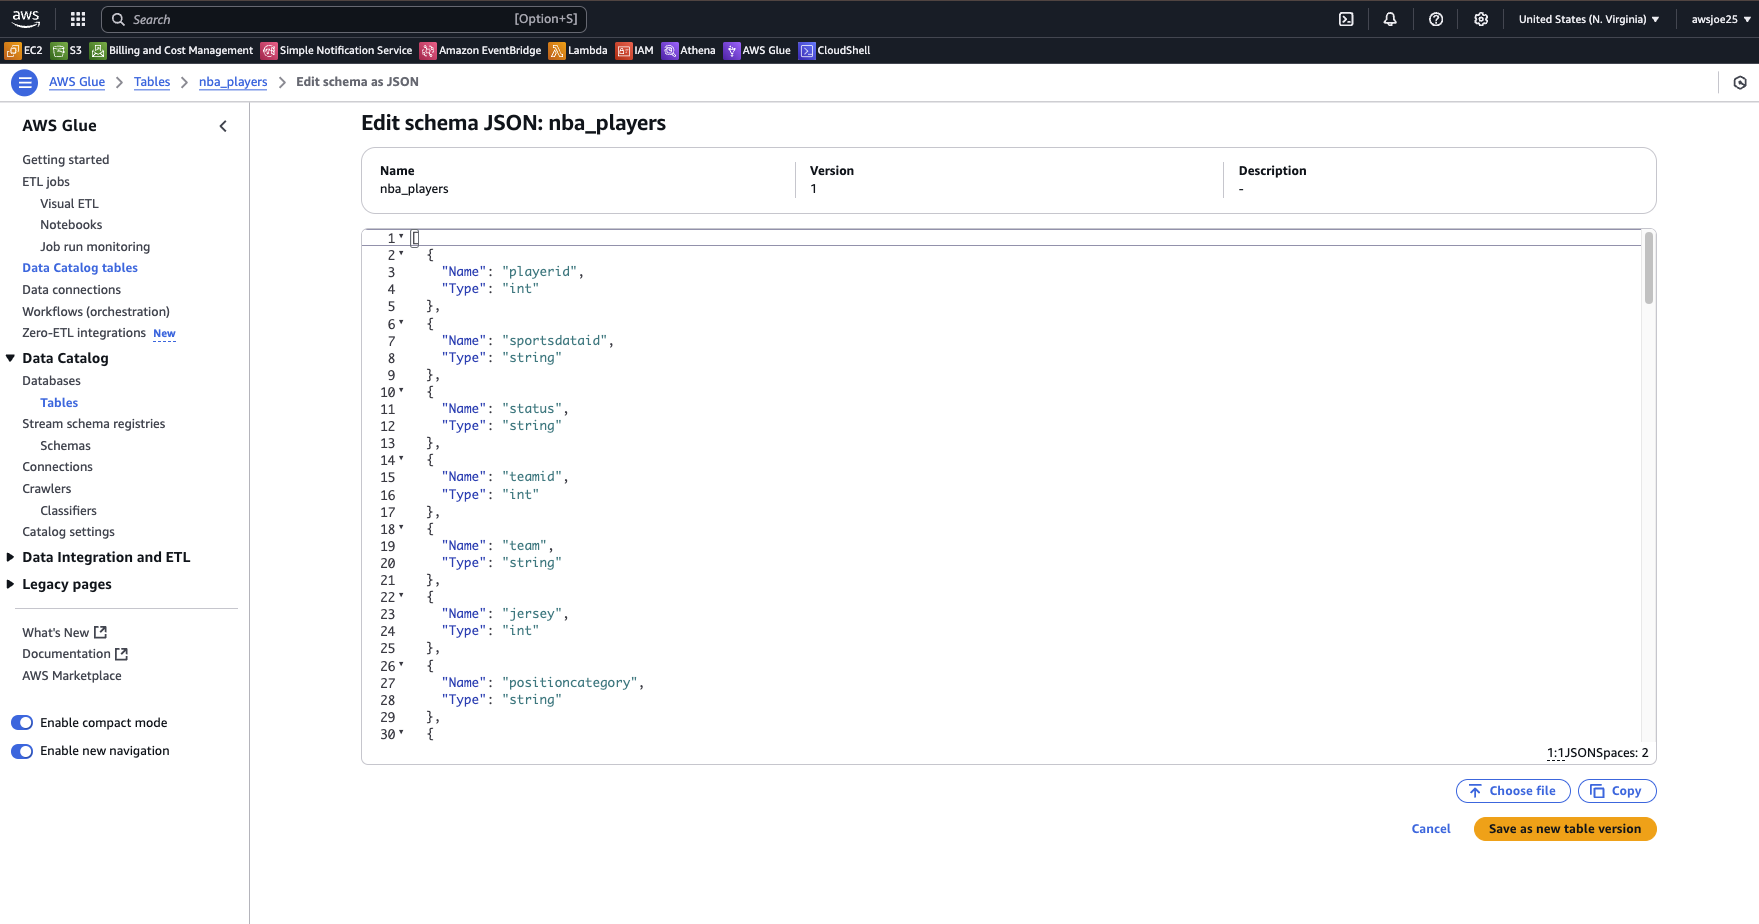 aws
Search [Option+S]
United States (N. Virginia)
awsjoe25
EC2 S3 Billing and Cost Management Simple Notification Service Amazon EventBridge Lambda IAM Athena AWS Glue CloudShell
AWS Glue Tables nba_players Edit schema as JSON
AWS Glue
Getting started
ETL jobs
Visual ETL
Notebooks
Job run monitoring
Data Catalog tables
Data connections
Workflows (orchestration)
Zero-ETL integrations New
Data Catalog
Databases
Tables
Stream schema registries
Schemas
Connections
Crawlers
Classifiers
Catalog settings
Data Integration and ETL
Legacy pages
What's New
Documentation
AWS Marketplace
Enable compact mode
Enable new navigation
Edit schema JSON: nba_players
Name
nba_players
Version
1
Description
-
1 [
2 {
3 "Name": "playerid",
4 "Type": "int"
5 },
6 {
7 "Name": "sportsdataid",
8 "Type": "string"
9 },
10 {
11 "Name": "status",
12 "Type": "string"
13 },
14 {
15 "Name": "teamid",
16 "Type": "int"
17 },
18 {
19 "Name": "team",
20 "Type": "string"
21 },
22 {
23 "Name": "jersey",
24 "Type": "int"
25 },
26 {
27 "Name": "positioncategory",
28 "Type": "string"
29 },
30 {
1:1JSONSpaces: 2
Choose file
Copy
Cancel
Save as new table version